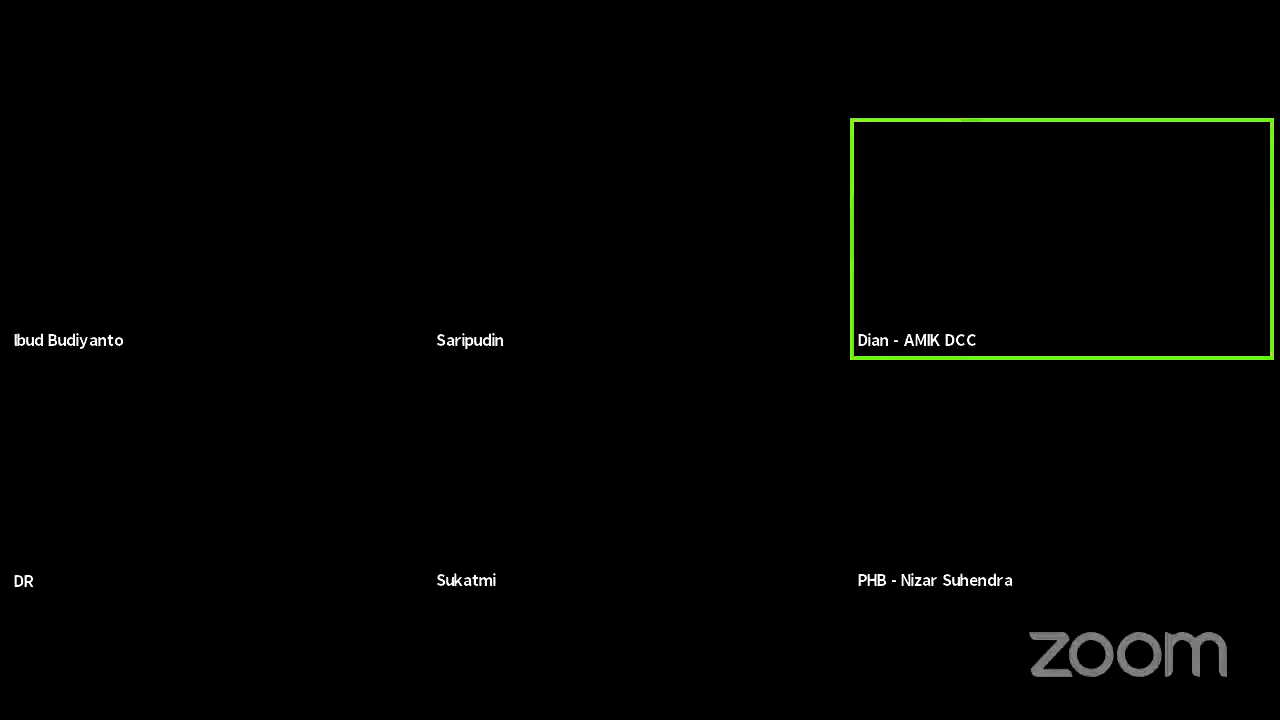 Ibud Budiyanto
Saripudin
Dian - AMIK DCC
DR
Sukatmi
PHB - Nizar Suhendra
zoom